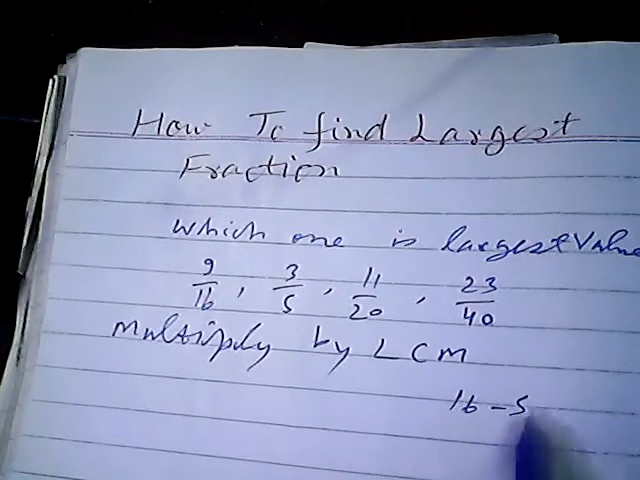 How To find Largest
Fraction
which one is largest Value
9/16 , 3/5 , 11/20 , 23/40
multiply by LCM
16 - 5